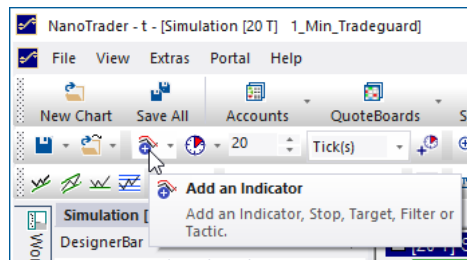 NanoTrader - t - [Simulation [20 T]   1_Min_Tradeguard]
File   View   Extras   Portal   Help
New Chart   Save All   Accounts   QuoteBoards   S
20   Tick(s)
Add an Indicator
Simulation [
Add an Indicator, Stop, Target, Filter or
Tactic.
DesignerBar
Wo